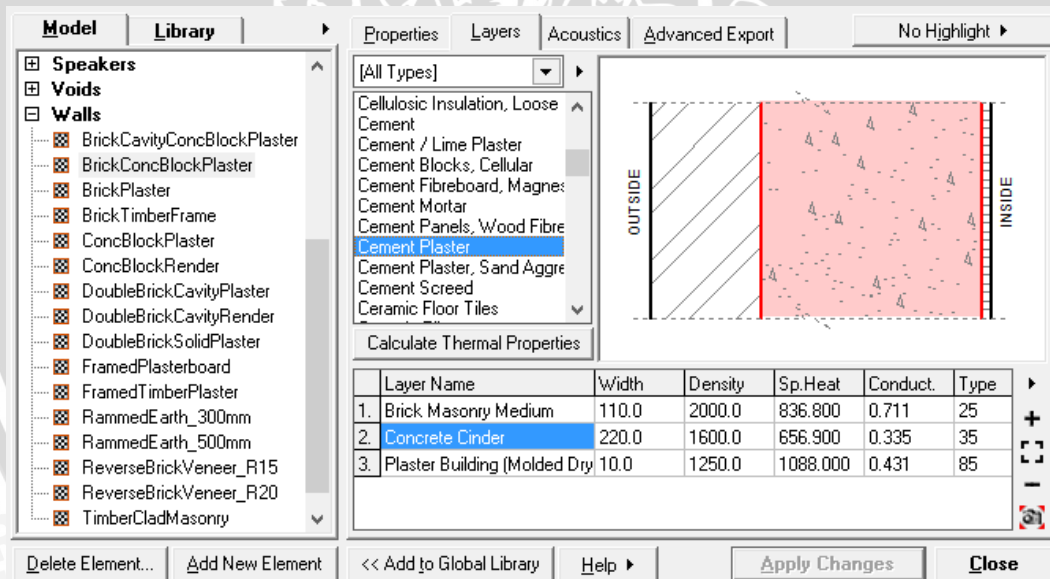 Model
Library
Speakers
Voids
Walls
BrickCavityConcBlockPlaster
BrickConcBlockPlaster
BrickPlaster
BrickTimberFrame
ConcBlockPlaster
ConcBlockRender
DoubleBrickCavityPlaster
DoubleBrickCavityRender
DoubleBrickSolidPlaster
FramedPlasterboard
FramedTimberPlaster
RammedEarth_300mm
RammedEarth_500mm
ReverseBrickVeneer_R15
ReverseBrickVeneer_R20
TimberCladMasonry
Delete Element...
Add New Element
Properties
Layers
Acoustics
Advanced Export
No Highlight
[All Types]
Cellulosic Insulation, Loose
Cement
Cement / Lime Plaster
Cement Blocks, Cellular
Cement Fibreboard, Magnes
Cement Mortar
Cement Panels, Wood Fibre
Cement Plaster
Cement Plaster, Sand Aggre
Cement Screed
Ceramic Floor Tiles
Calculate Thermal Properties
OUTSIDE
INSIDE
Layer Name Width Density Sp.Heat Conduct. Type
1. Brick Masonry Medium 110.0 2000.0 836.800 0.711 25
2. Concrete Cinder 220.0 1600.0 656.900 0.335 35
3. Plaster Building (Molded Dry 10.0 1250.0 1088.000 0.431 85
<< Add to Global Library
Help
Apply Changes
Close